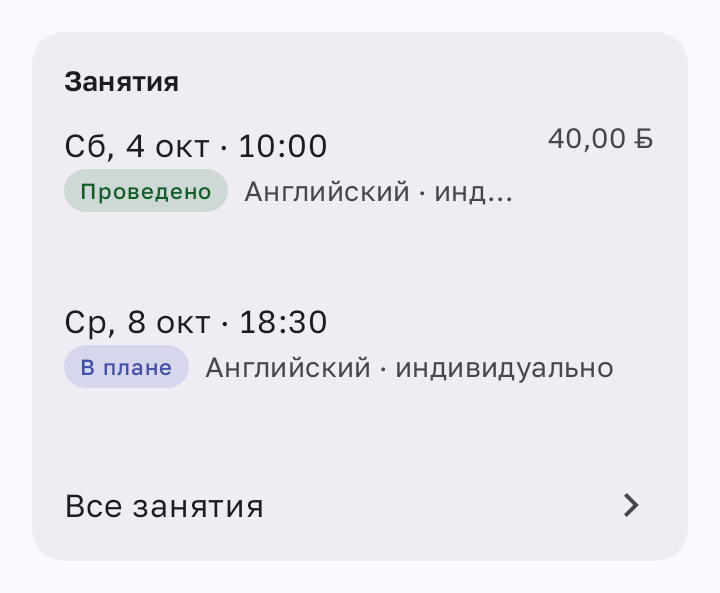 Занятия
Сб, 4 окт · 10:00
40,00 Ƃ
Проведено Английский · инд...
Ср, 8 окт · 18:30
В плане Английский · индивидуально
Все занятия